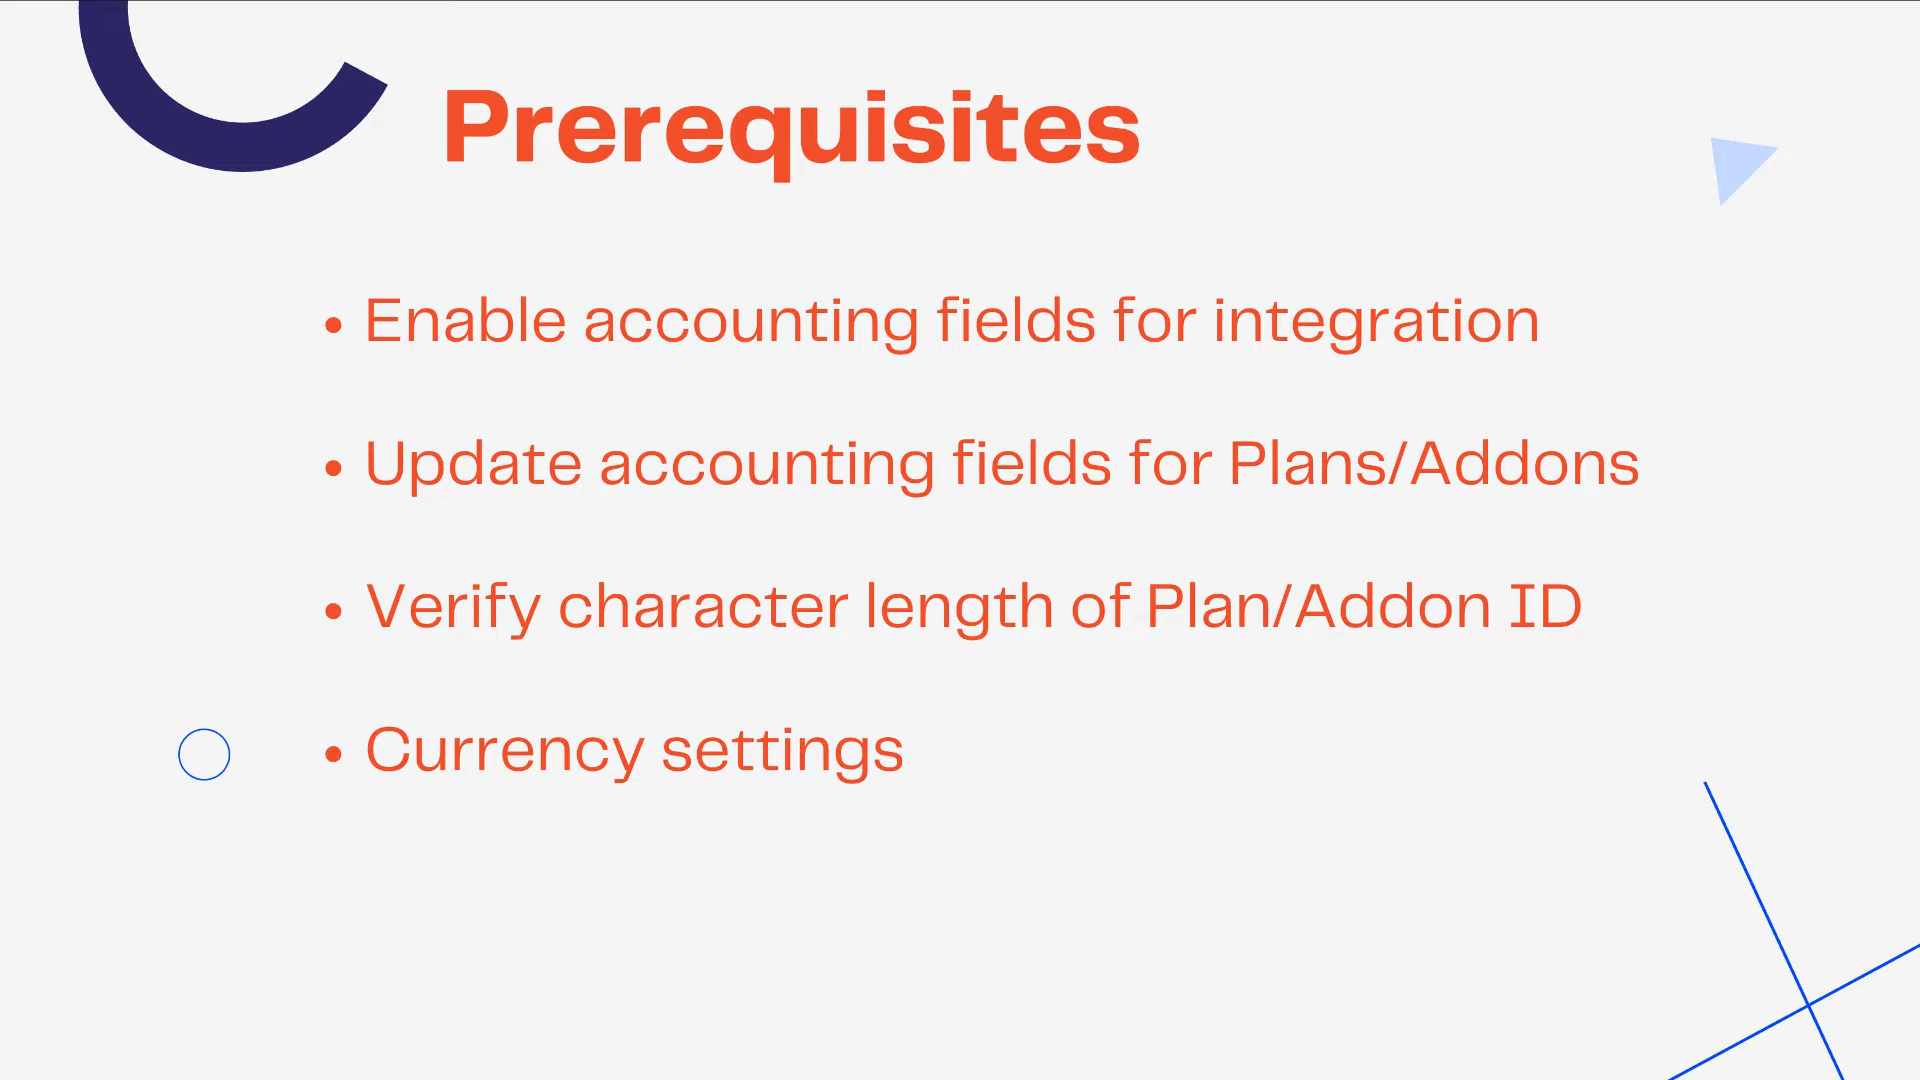 Prerequisites
• Enable accounting fields for integration
• Update accounting fields for Plans/Addons
• Verify character length of Plan/Addon ID
• Currency settings